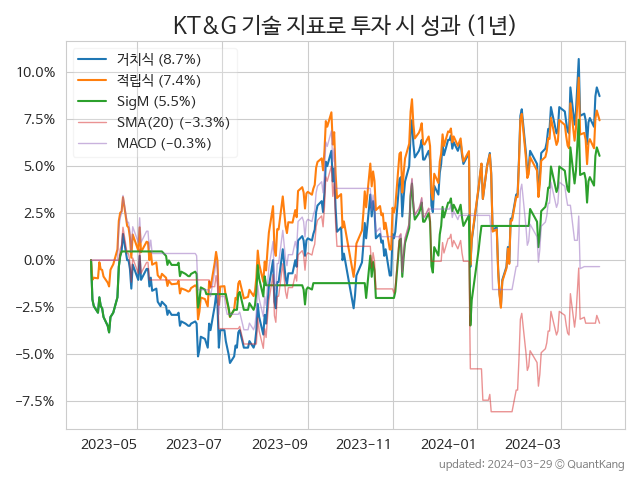 KT&G 기술 지표로 투자 시 성과 (1년)
거치식 (8.7%)
적립식 (7.4%)
SigM (5.5%)
SMA(20) (−3.3%)
MACD (−0.3%)
10.0%
7.5%
5.0%
2.5%
0.0%
−2.5%
−5.0%
−7.5%
2023-05 2023-07 2023-09 2023-11 2024-01 2024-03
updated: 2024-03-29 © QuantKang